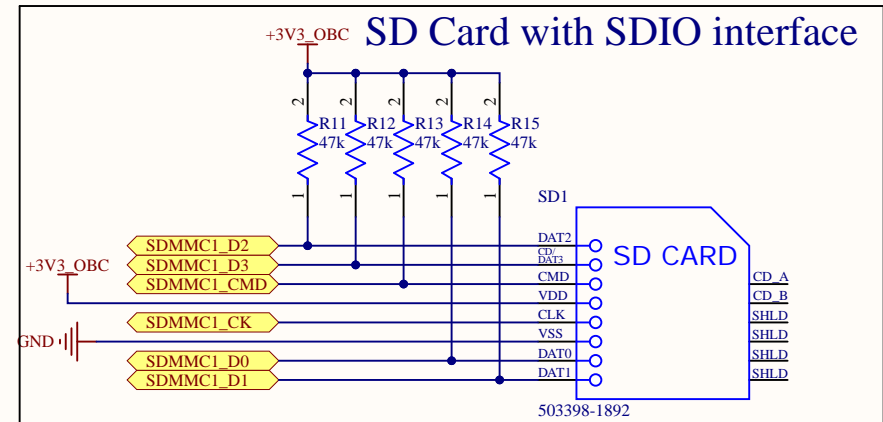 SD Card with SDIO interface
+3V3_OBC
2 2 2 2 2
R11 R12 R13 R14 R15
47k 47k 47k 47k 47k
1 1 1 1 1
SD1
SD CARD
SDMMC1_D2 DAT2
SDMMC1_D3 CD/
DAT3
+3V3_OBC
SDMMC1_CMD CMD CD_A
VDD CD_B
SDMMC1_CK CLK SHLD
GND VSS SHLD
SDMMC1_D0 DAT0 SHLD
SDMMC1_D1 DAT1 SHLD
503398-1892